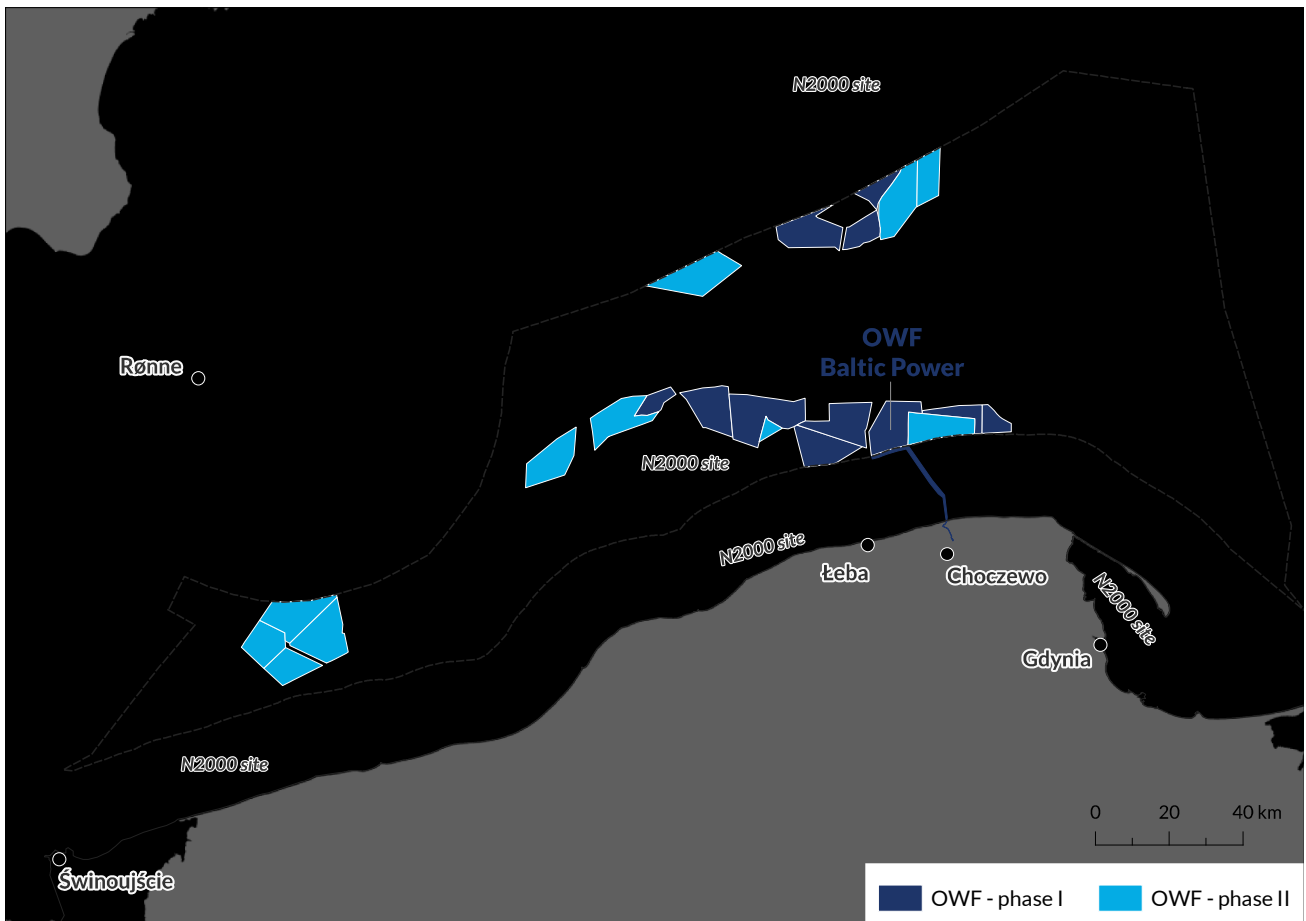 N2000 site
OWF
Baltic Power
Rønne
N2000 site
N2000 site
Łeba
Choczewo
N2000 site
Gdynia
N2000 site
0 20 40 km
Świnoujście
OWF - phase I OWF - phase II